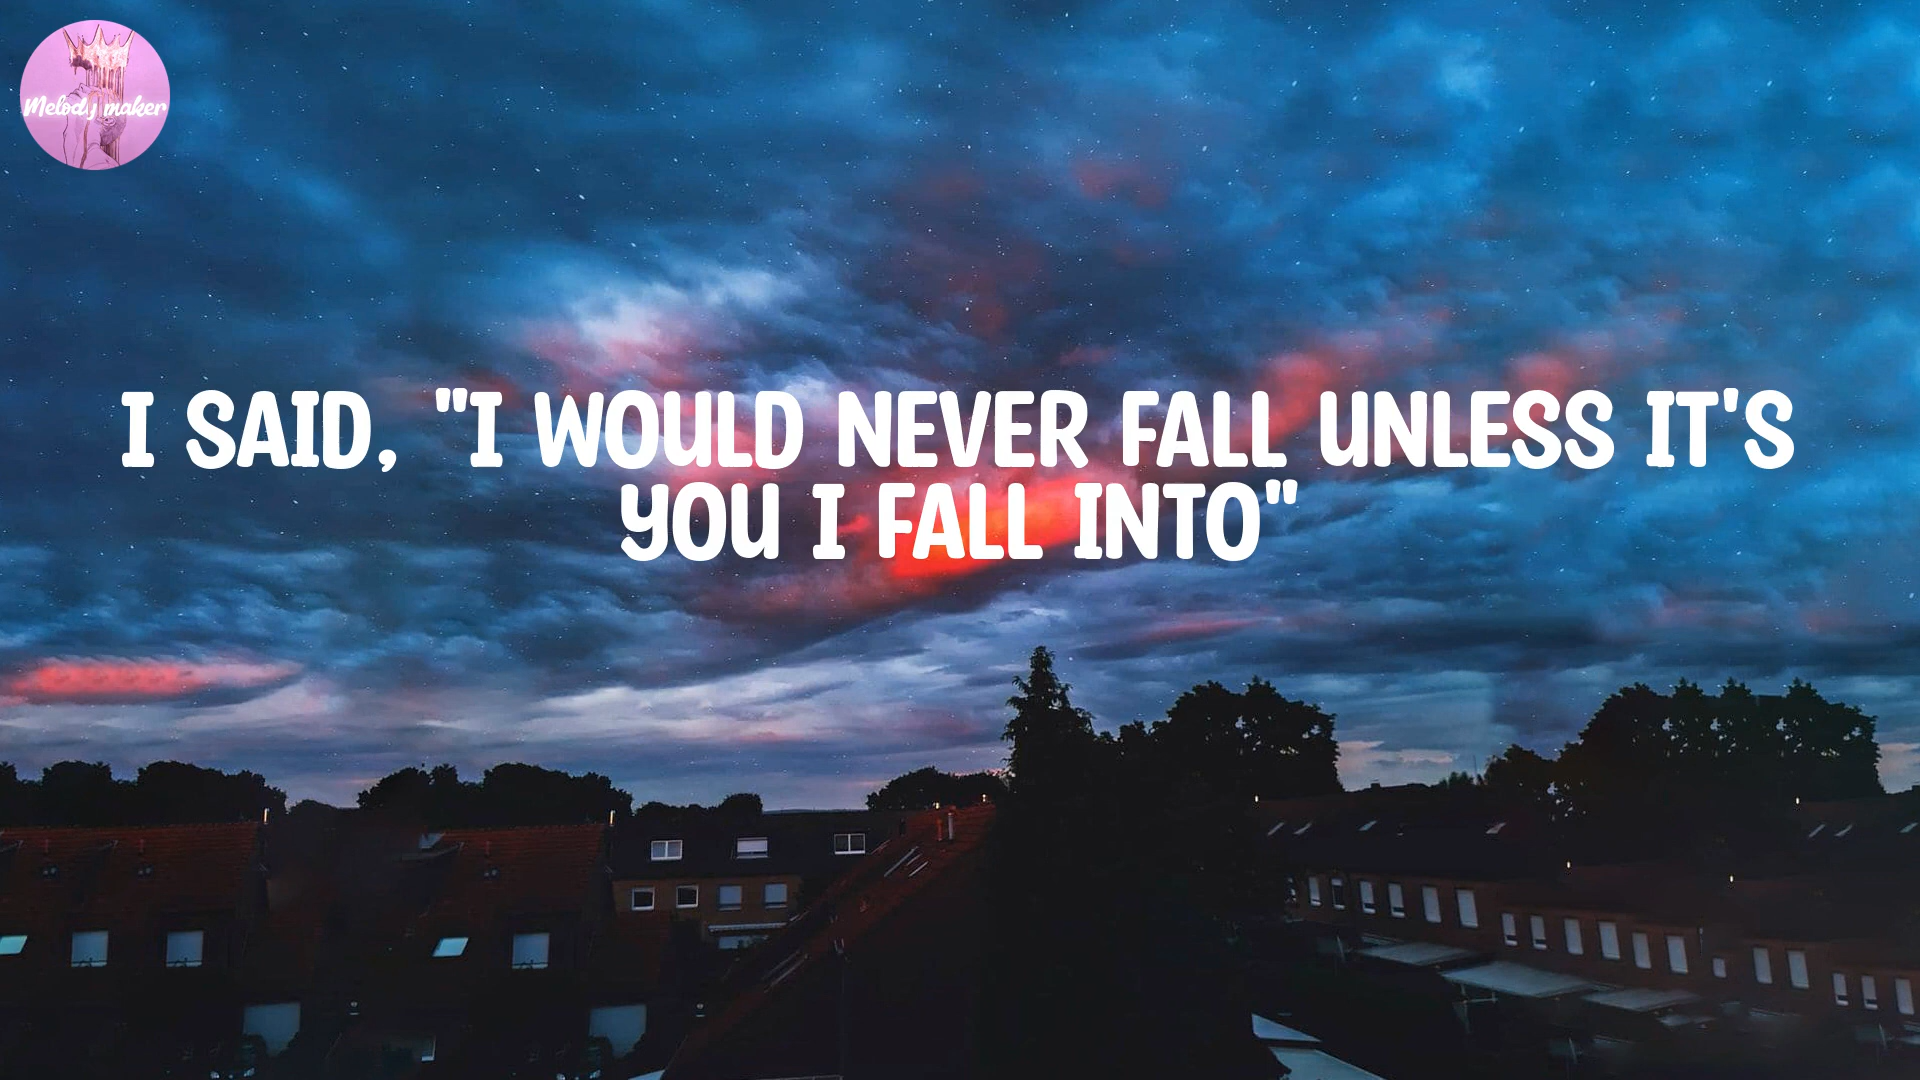 Melody maker
I SAID, "I WOULD NEVER FALL UNLESS IT'S
YOU I FALL INTO"